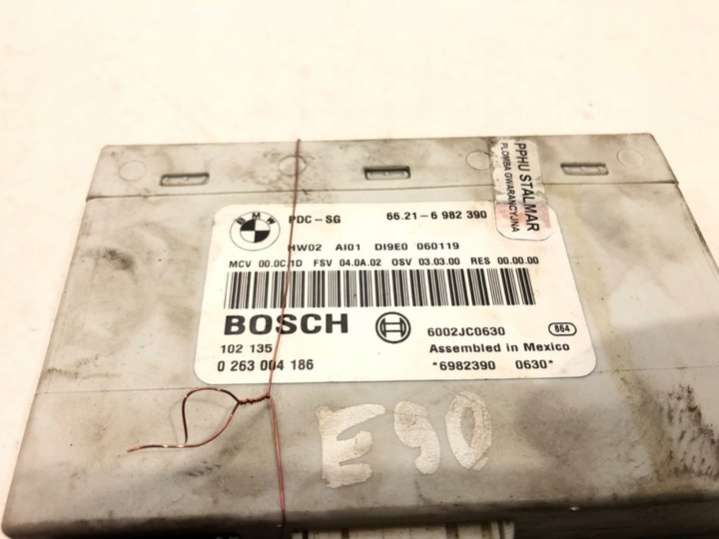 BMW PDC-SG 66.21-6 982 390
HW02 AI01 DI9E0 060119
MCV 00.0C.1D FSV 04.0A.02 OSV 03.03.00 RES 00.00.00
BOSCH 6002JC0630 864
102 135 Assembled in Mexico
0 263 004 186 *6982390 0630*
PPHU STALMAR
PLOMBA GWARANCYJNA
E90